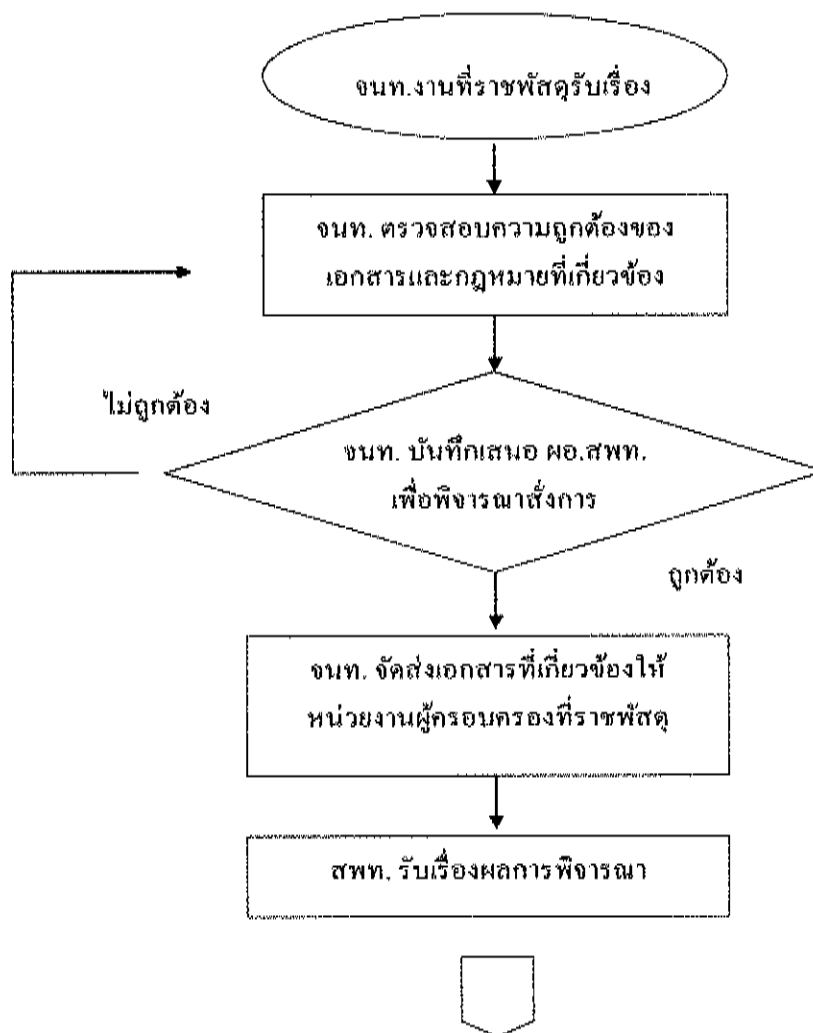 จนท.งานที่ราชพัสดุรับเรื่อง
จนท. ตรวจสอบความถูกต้องของ
เอกสารและกฎหมายที่เกี่ยวข้อง
ไม่ถูกต้อง
จนท. บันทึกเสนอ ผอ.สพท.
เพื่อพิจารณาสั่งการ
ถูกต้อง
จนท. จัดส่งเอกสารที่เกี่ยวข้องให้
หน่วยงานผู้ครอบครองที่ราชพัสดุ
สพท. รับเรื่องผลการพิจารณา